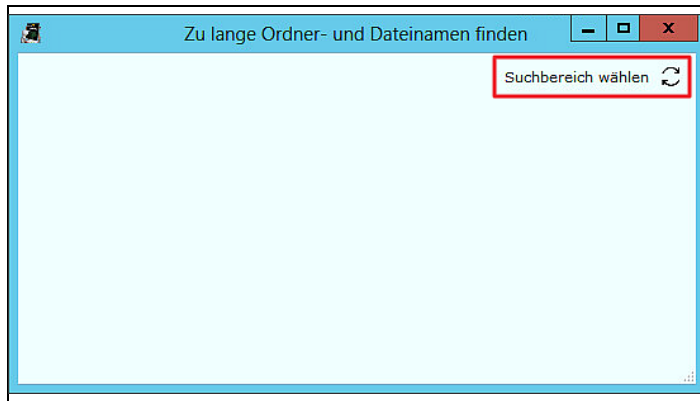 Zu lange Ordner- und Dateinamen finden
Suchbereich wählen